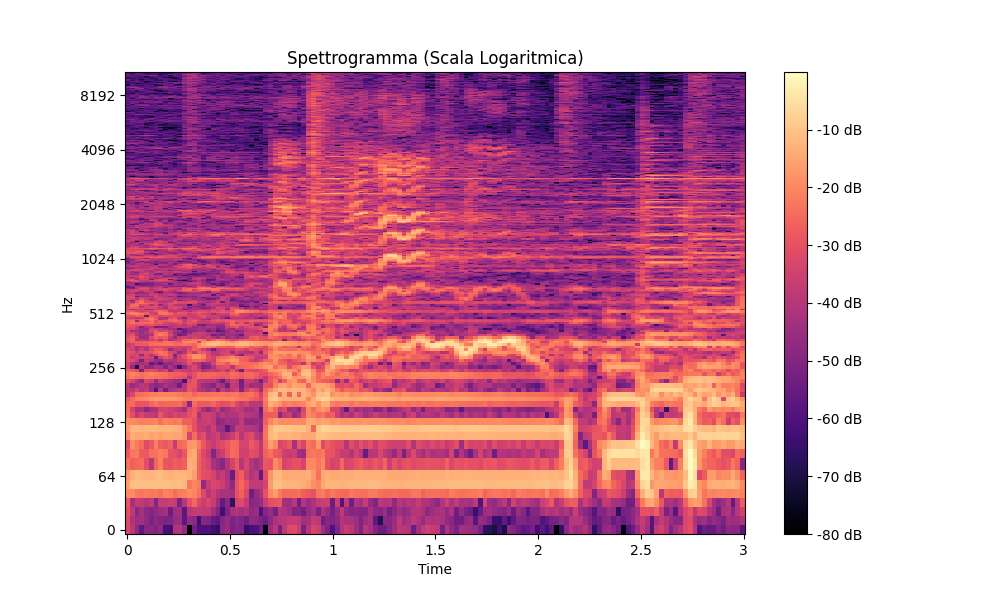 Spettrogramma (Scala Logaritmica)
8192
4096
2048
1024
512
256
128
64
0
Hz
0 0.5 1 1.5 2 2.5 3
Time
-10 dB
-20 dB
-30 dB
-40 dB
-50 dB
-60 dB
-70 dB
-80 dB